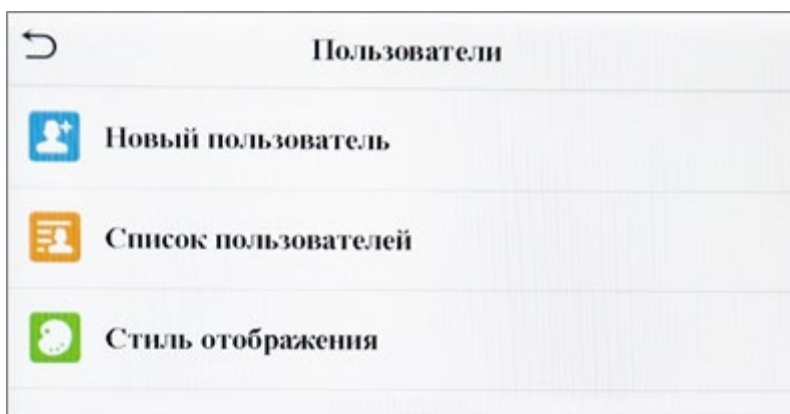 Пользователи
Новый пользователь
Список пользователей
Стиль отображения